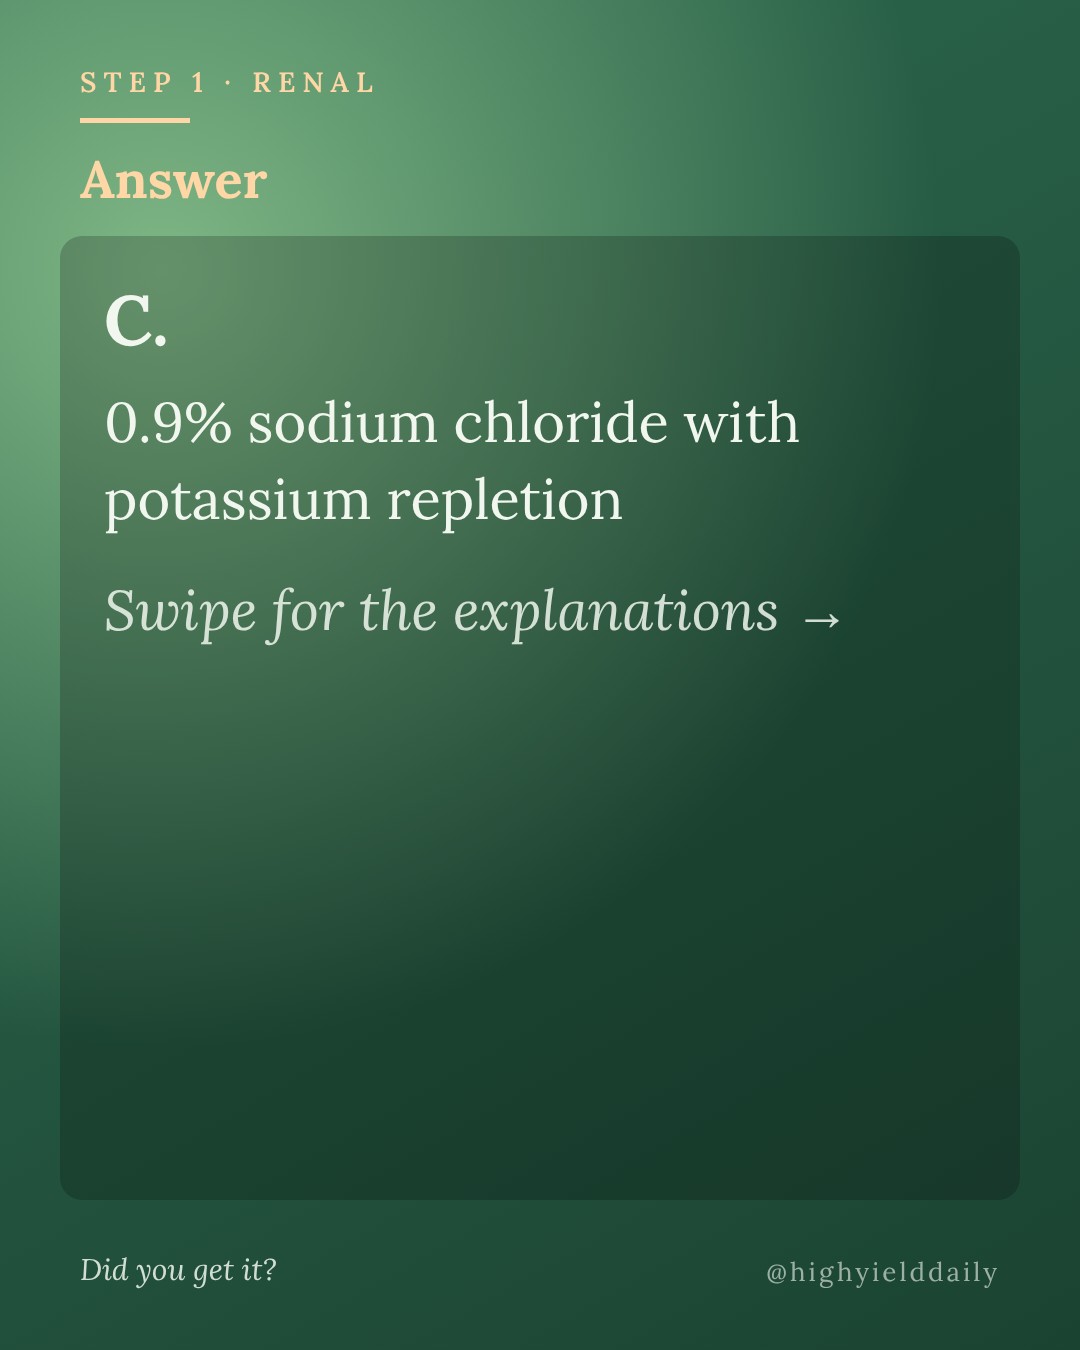 STEP 1 · RENAL
Answer
C.
0.9% sodium chloride with
potassium repletion
Swipe for the explanations →
Did you get it?
@highyielddaily